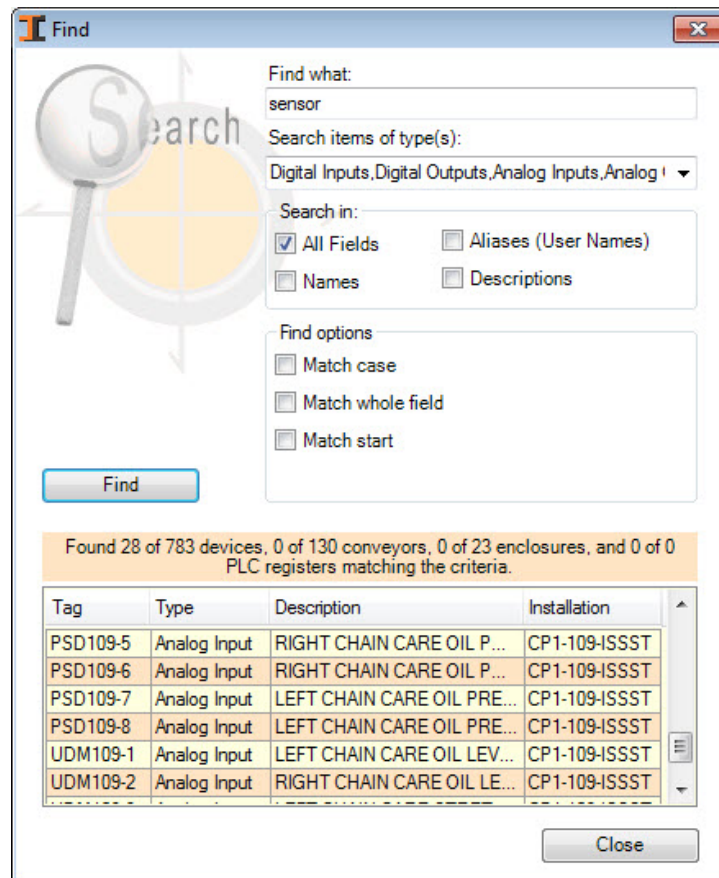 Find
Search
Find what:
sensor
Search items of type(s):
Digital Inputs,Digital Outputs,Analog Inputs,Analog
Search in:
All Fields
Aliases (User Names)
Names
Descriptions
Find options
Match case
Match whole field
Match start
Find
Found 28 of 783 devices, 0 of 130 conveyors, 0 of 23 enclosures, and 0 of 0
PLC registers matching the criteria.
Tag Type Description Installation
PSD109-5 Analog Input RIGHT CHAIN CARE OIL P... CP1-109-ISSST
PSD109-6 Analog Input RIGHT CHAIN CARE OIL P... CP1-109-ISSST
PSD109-7 Analog Input LEFT CHAIN CARE OIL PRE... CP1-109-ISSST
PSD109-8 Analog Input LEFT CHAIN CARE OIL PRE... CP1-109-ISSST
UDM109-1 Analog Input LEFT CHAIN CARE OIL LEV... CP1-109-ISSST
UDM109-2 Analog Input RIGHT CHAIN CARE OIL LE... CP1-109-ISSST
Close